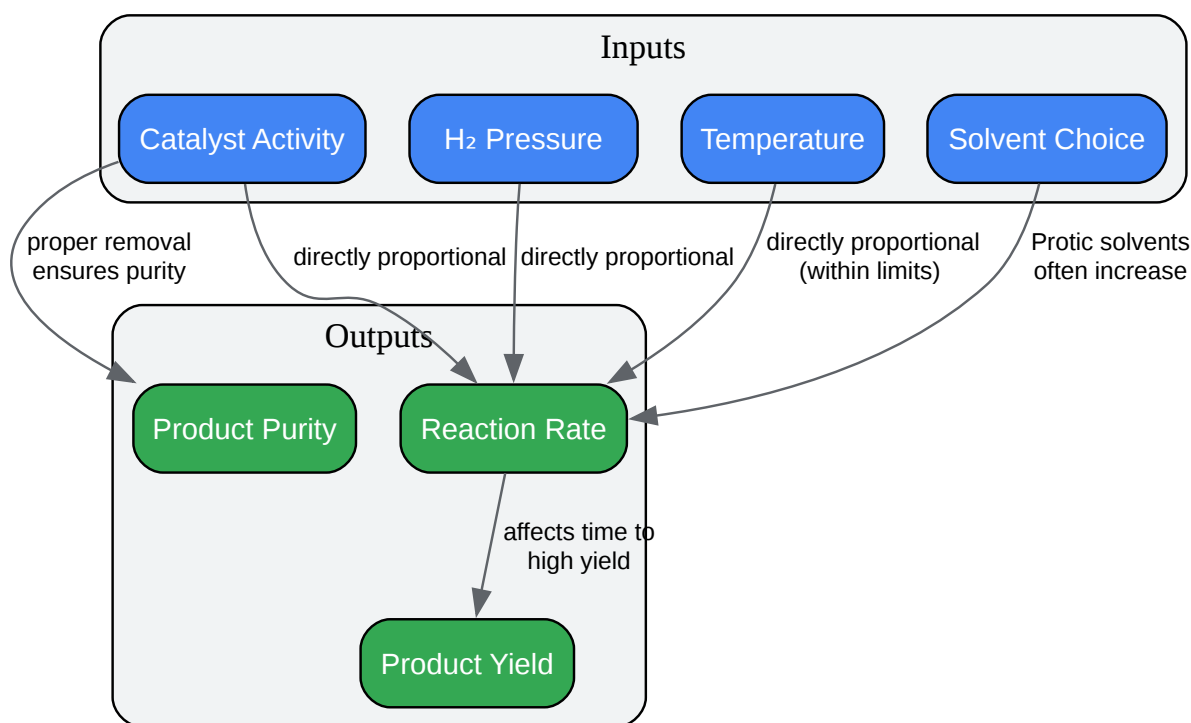 Inputs
Catalyst Activity
H₂ Pressure
Temperature
Solvent Choice
proper removal
ensures purity
directly proportional
directly proportional
directly proportional
(within limits)
Protic solvents
often increase
Outputs
Product Purity
Reaction Rate
affects time to
high yield
Product Yield